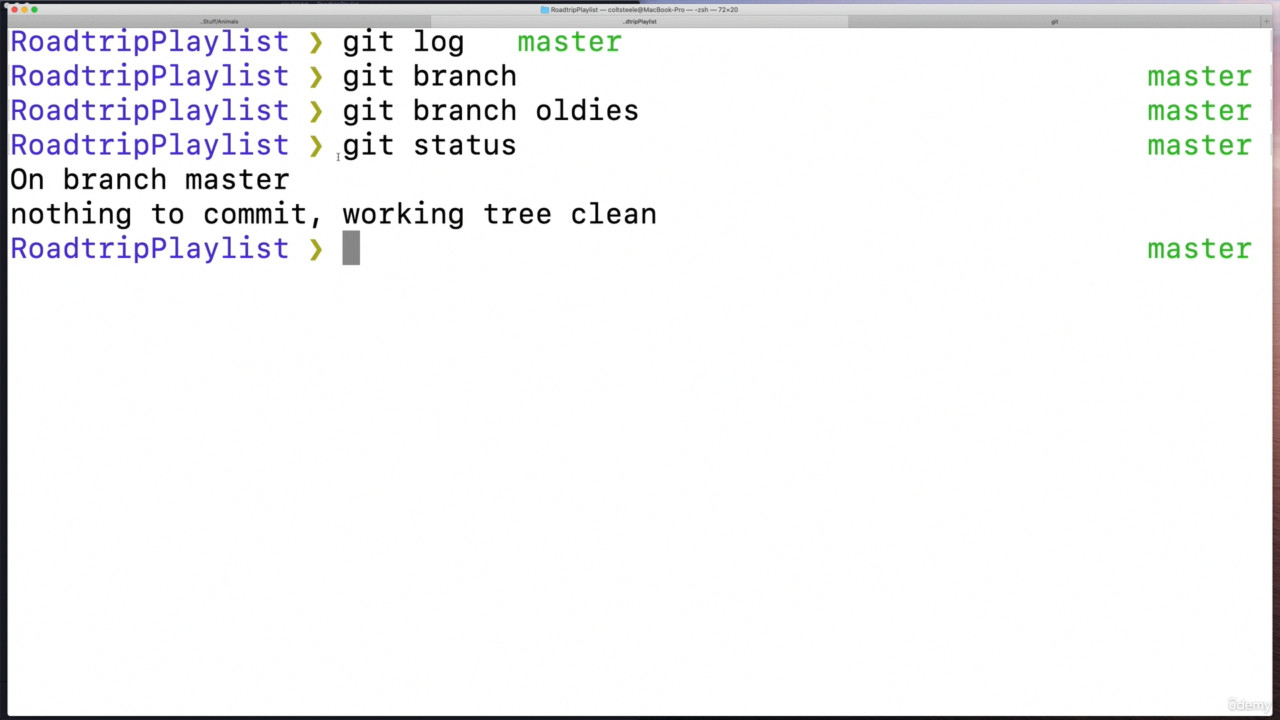 RoadtripPlaylist — coltsteele@MacBook-Pro — -zsh — 72×20
..Stuff/Animals ..dtripPlaylist git +
RoadtripPlaylist ❯ git log master
RoadtripPlaylist ❯ git branch master
RoadtripPlaylist ❯ git branch oldies master
RoadtripPlaylist ❯ git status master
On branch master
nothing to commit, working tree clean
RoadtripPlaylist ❯ master
ûdemy